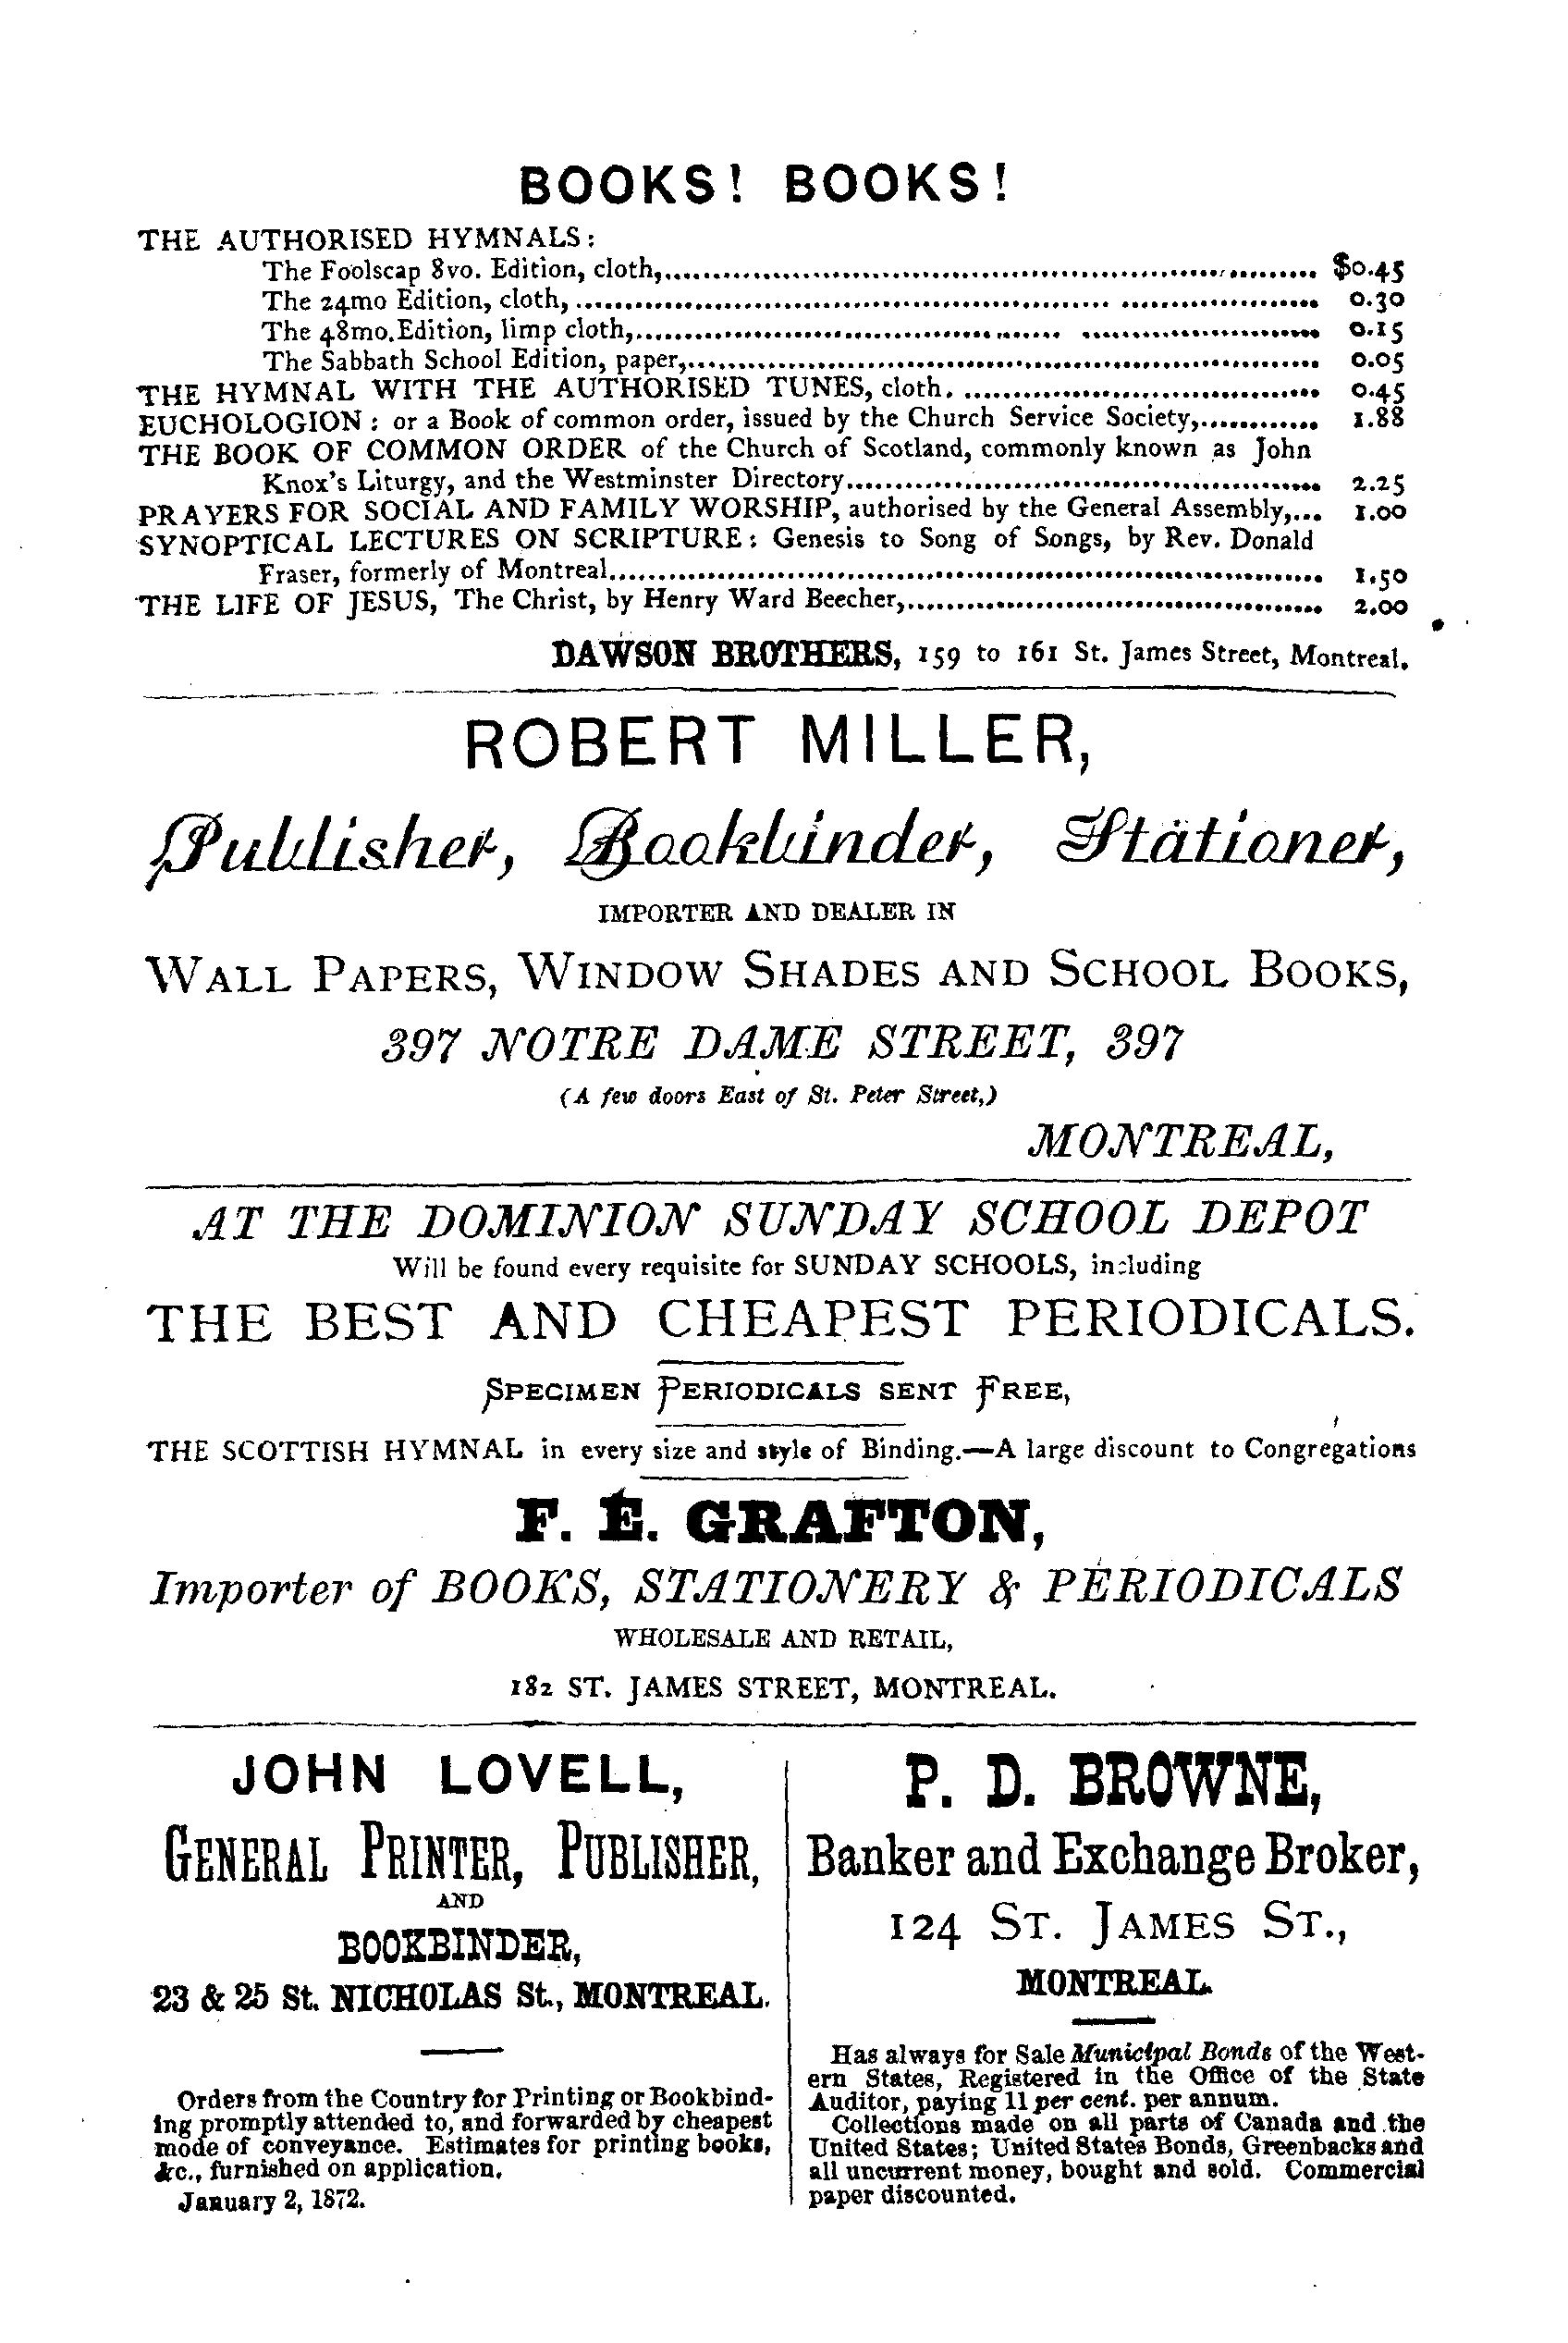 BOOKS! BOOKS!
THE AUTHORISED HYMNALS:
The Foolscap 8vo. Edition, cloth,........ $0.45
The 24mo Edition, cloth,........ 0.30
The 48mo. Edition, limp cloth,........ 0.15
The Sabbath School Edition, paper,........ 0.05
THE HYMNAL WITH THE AUTHORISED TUNES, cloth......... 0.45
EUCHOLOGION: or a Book of common order, issued by the Church Service Society,........ 1.88
THE BOOK OF COMMON ORDER of the Church of Scotland, commonly known as John
Knox's Liturgy, and the Westminster Directory........ 2.25
PRAYERS FOR SOCIAL AND FAMILY WORSHIP, authorised by the General Assembly,... 1.00
SYNOPTICAL LECTURES ON SCRIPTURE: Genesis to Song of Songs, by Rev. Donald
Fraser, formerly of Montreal........ 1.50
THE LIFE OF JESUS, The Christ, by Henry Ward Beecher,........ 2.00
DAWSON BROTHERS, 159 to 161 St. James Street, Montreal.
ROBERT MILLER,
Publisher, Bookbinder, Stationer,
IMPORTER AND DEALER IN
WALL PAPERS, WINDOW SHADES AND SCHOOL BOOKS,
397 NOTRE DAME STREET, 397
(A few doors East of St. Peter Street,)
MONTREAL,
AT THE DOMINION SUNDAY SCHOOL DEPOT
Will be found every requisite for SUNDAY SCHOOLS, including
THE BEST AND CHEAPEST PERIODICALS.
SPECIMEN PERIODICALS SENT FREE,
THE SCOTTISH HYMNAL in every size and style of Binding.—A large discount to Congregations
F. E. GRAFTON,
Importer of BOOKS, STATIONERY & PERIODICALS
WHOLESALE AND RETAIL,
182 ST. JAMES STREET, MONTREAL.
JOHN LOVELL,
GENERAL PRINTER, PUBLISHER,
AND
BOOKBINDER,
23 & 25 St. NICHOLAS St., MONTREAL.
Orders from the Country for Printing or Bookbind-
ing promptly attended to, and forwarded by cheapest
mode of conveyance. Estimates for printing books,
&c., furnished on application.
January 2, 1872.
P. D. BROWNE,
Banker and Exchange Broker,
124 ST. JAMES ST.,
MONTREAL.
Has always for Sale Municipal Bonds of the West-
ern States, Registered in the Office of the State
Auditor, paying 11 per cent. per annum.
Collections made on all parts of Canada and the
United States; United States Bonds, Greenbacks and
all uncurrent money, bought and sold. Commercial
paper discounted.